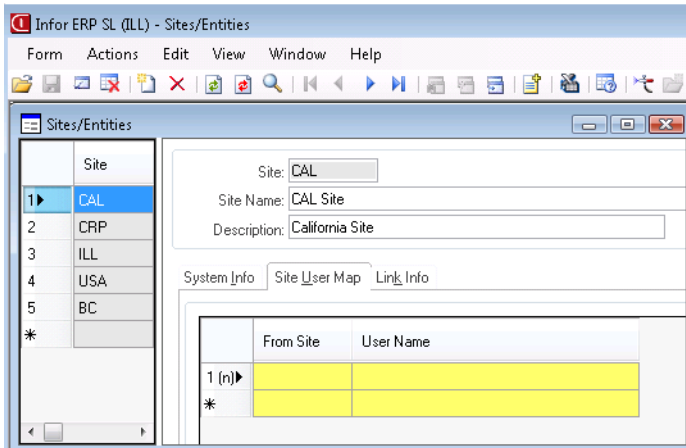 Infor ERP SL (ILL) - Sites/Entities
Form Actions Edit View Window Help
Sites/Entities
Site
1 CAL
2 CRP
3 ILL
4 USA
5 BC
*
Site: CAL
Site Name: CAL Site
Description: California Site
System Info Site User Map Link Info
From Site User Name
1 (n)
*